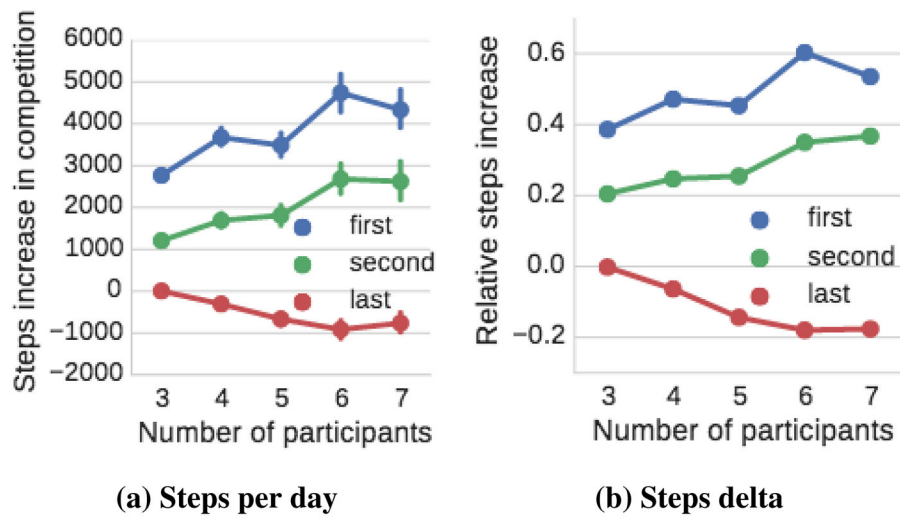 Steps increase in competition
6000
5000
4000
3000
2000
1000
0
−1000
−2000
first
second
last
3 4 5 6 7
Number of participants
(a) Steps per day
Relative steps increase
0.6
0.4
0.2
0.0
−0.2
first
second
last
3 4 5 6 7
Number of participants
(b) Steps delta